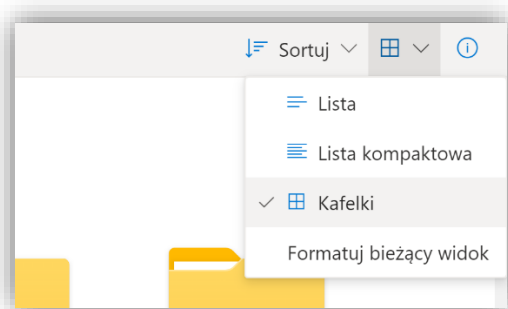 Sortuj
Lista
Lista kompaktowa
Kafelki
Formatuj bieżący widok